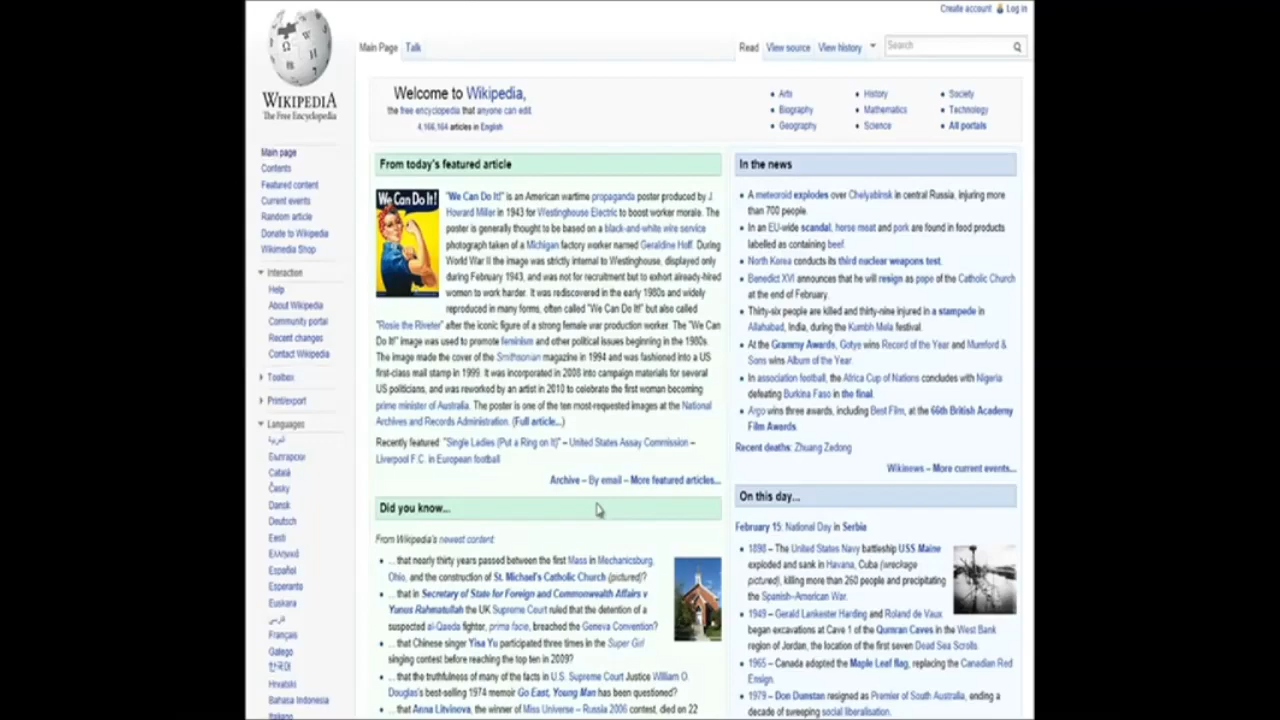 Create account Log in
WIKIPEDIA
The Free Encyclopedia
Main Page Talk
Read View source View history
Search
Main page
Contents
Featured content
Current events
Random article
Donate to Wikipedia
Wikimedia Shop
Interaction
Help
About Wikipedia
Community portal
Recent changes
Contact Wikipedia
Toolbox
Print/export
Languages
العربية
Български
Català
Česky
Dansk
Deutsch
Eesti
Ελληνικά
Español
Esperanto
Euskara
فارسی
Français
Galego
한국어
Hrvatski
Bahasa Indonesia
Italiano
Welcome to Wikipedia,
the free encyclopedia that anyone can edit.
4,166,164 articles in English
Arts
Biography
Geography
History
Mathematics
Science
Society
Technology
All portals
From today's featured article
We Can Do It!
"We Can Do It!" is an American wartime propaganda poster produced by J.
Howard Miller in 1943 for Westinghouse Electric to boost worker morale. The
poster is generally thought to be based on a black-and-white wire service
photograph taken of a Michigan factory worker named Geraldine Hoff. During
World War II the image was strictly internal to Westinghouse, displayed only
during February 1943, and was not for recruitment but to exhort already-hired
women to work harder. It was rediscovered in the early 1980s and widely
reproduced in many forms, often called "We Can Do It!" but also called
"Rosie the Riveter" after the iconic figure of a strong female war production worker. The "We Can
Do It!" image was used to promote feminism and other political issues beginning in the 1980s.
The image made the cover of the Smithsonian magazine in 1994 and was fashioned into a US
first-class mail stamp in 1999. It was incorporated in 2008 into campaign materials for several
US politicians, and was reworked by an artist in 2010 to celebrate the first woman becoming
prime minister of Australia. The poster is one of the ten most-requested images at the National
Archives and Records Administration. (Full article...)
Recently featured: "Single Ladies (Put a Ring on It)" – United States Assay Commission –
Liverpool F.C. in European football
Archive – By email – More featured articles...
Did you know...
From Wikipedia's newest content:
... that nearly thirty years passed between the first Mass in Mechanicsburg,
Ohio, and the construction of St. Michael's Catholic Church (pictured)?
... that in Secretary of State for Foreign and Commonwealth Affairs v
Yunus Rahmatullah the UK Supreme Court ruled that the detention of a
suspected al-Qaeda fighter, prima facie, breached the Geneva Convention?
... that Chinese singer Yisa Yu participated three times in the Super Girl
singing contest before reaching the top ten in 2009?
... that the truthfulness of many of the facts in U.S. Supreme Court Justice William O.
Douglas's best-selling 1974 memoir Go East, Young Man has been questioned?
... that Anna Litvinova, the winner of Miss Universe – Russia 2006 contest, died on 22
In the news
A meteoroid explodes over Chelyabinsk in central Russia, injuring more
than 700 people.
In an EU-wide scandal, horse meat and pork are found in food products
labelled as containing beef.
North Korea conducts its third nuclear weapons test.
Benedict XVI announces that he will resign as pope of the Catholic Church
at the end of February.
Thirty-six people are killed and thirty-nine injured in a stampede in
Allahabad, India, during the Kumbh Mela festival.
At the Grammy Awards, Gotye wins Record of the Year and Mumford &
Sons wins Album of the Year.
In association football, the Africa Cup of Nations concludes with Nigeria
defeating Burkina Faso in the final.
Argo wins three awards, including Best Film, at the 66th British Academy
Film Awards.
Recent deaths: Zhuang Zedong
Wikinews – More current events...
On this day...
February 15: National Day in Serbia
1898 – The United States Navy battleship USS Maine
exploded and sank in Havana, Cuba (wreckage
pictured), killing more than 260 people and precipitating
the Spanish–American War.
1949 – Gerald Lankester Harding and Roland de Vaux
began excavations at Cave 1 of the Qumran Caves in the West Bank
region of Jordan, the location of the first seven Dead Sea Scrolls.
1965 – Canada adopted the Maple Leaf flag, replacing the Canadian Red
Ensign.
1979 – Don Dunstan resigned as Premier of South Australia, ending a
decade of sweeping social liberalisation.